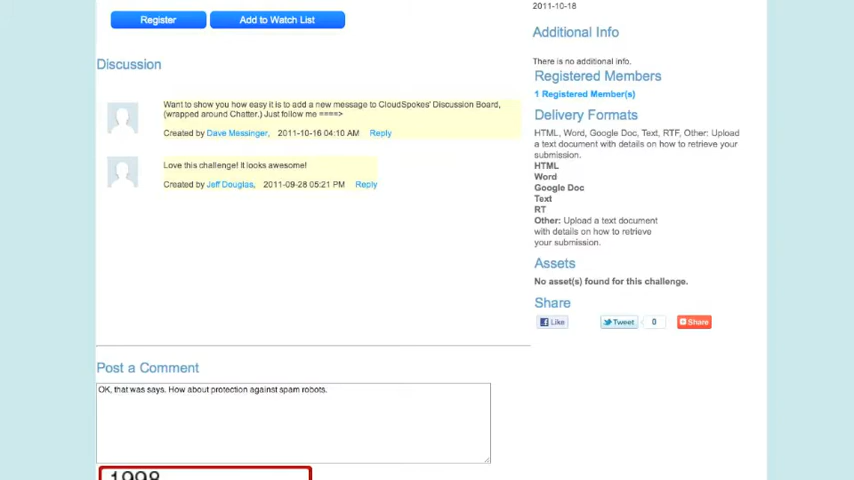 Register Add to Watch List
Discussion
Want to show you how easy it is to add a new message to CloudSpokes' Discussion Board,
(wrapped around Chatter.) Just follow me ====>
Created by Dave Messinger, 2011-10-16 04:10 AM Reply
Love this challenge! It looks awesome!
Created by Jeff Douglas, 2011-09-28 05:21 PM Reply
Post a Comment
OK, that was says. How about protection against spam robots.
1998
2011-10-18
Additional Info
There is no additional info.
Registered Members
1 Registered Member(s)
Delivery Formats
HTML, Word, Google Doc, Text, RTF, Other: Upload
a text document with details on how to retrieve your
submission.
HTML
Word
Google Doc
Text
RT
Other: Upload a text document
with details on how to retrieve
your submission.
Assets
No asset(s) found for this challenge.
Share
Like Tweet 0 Share